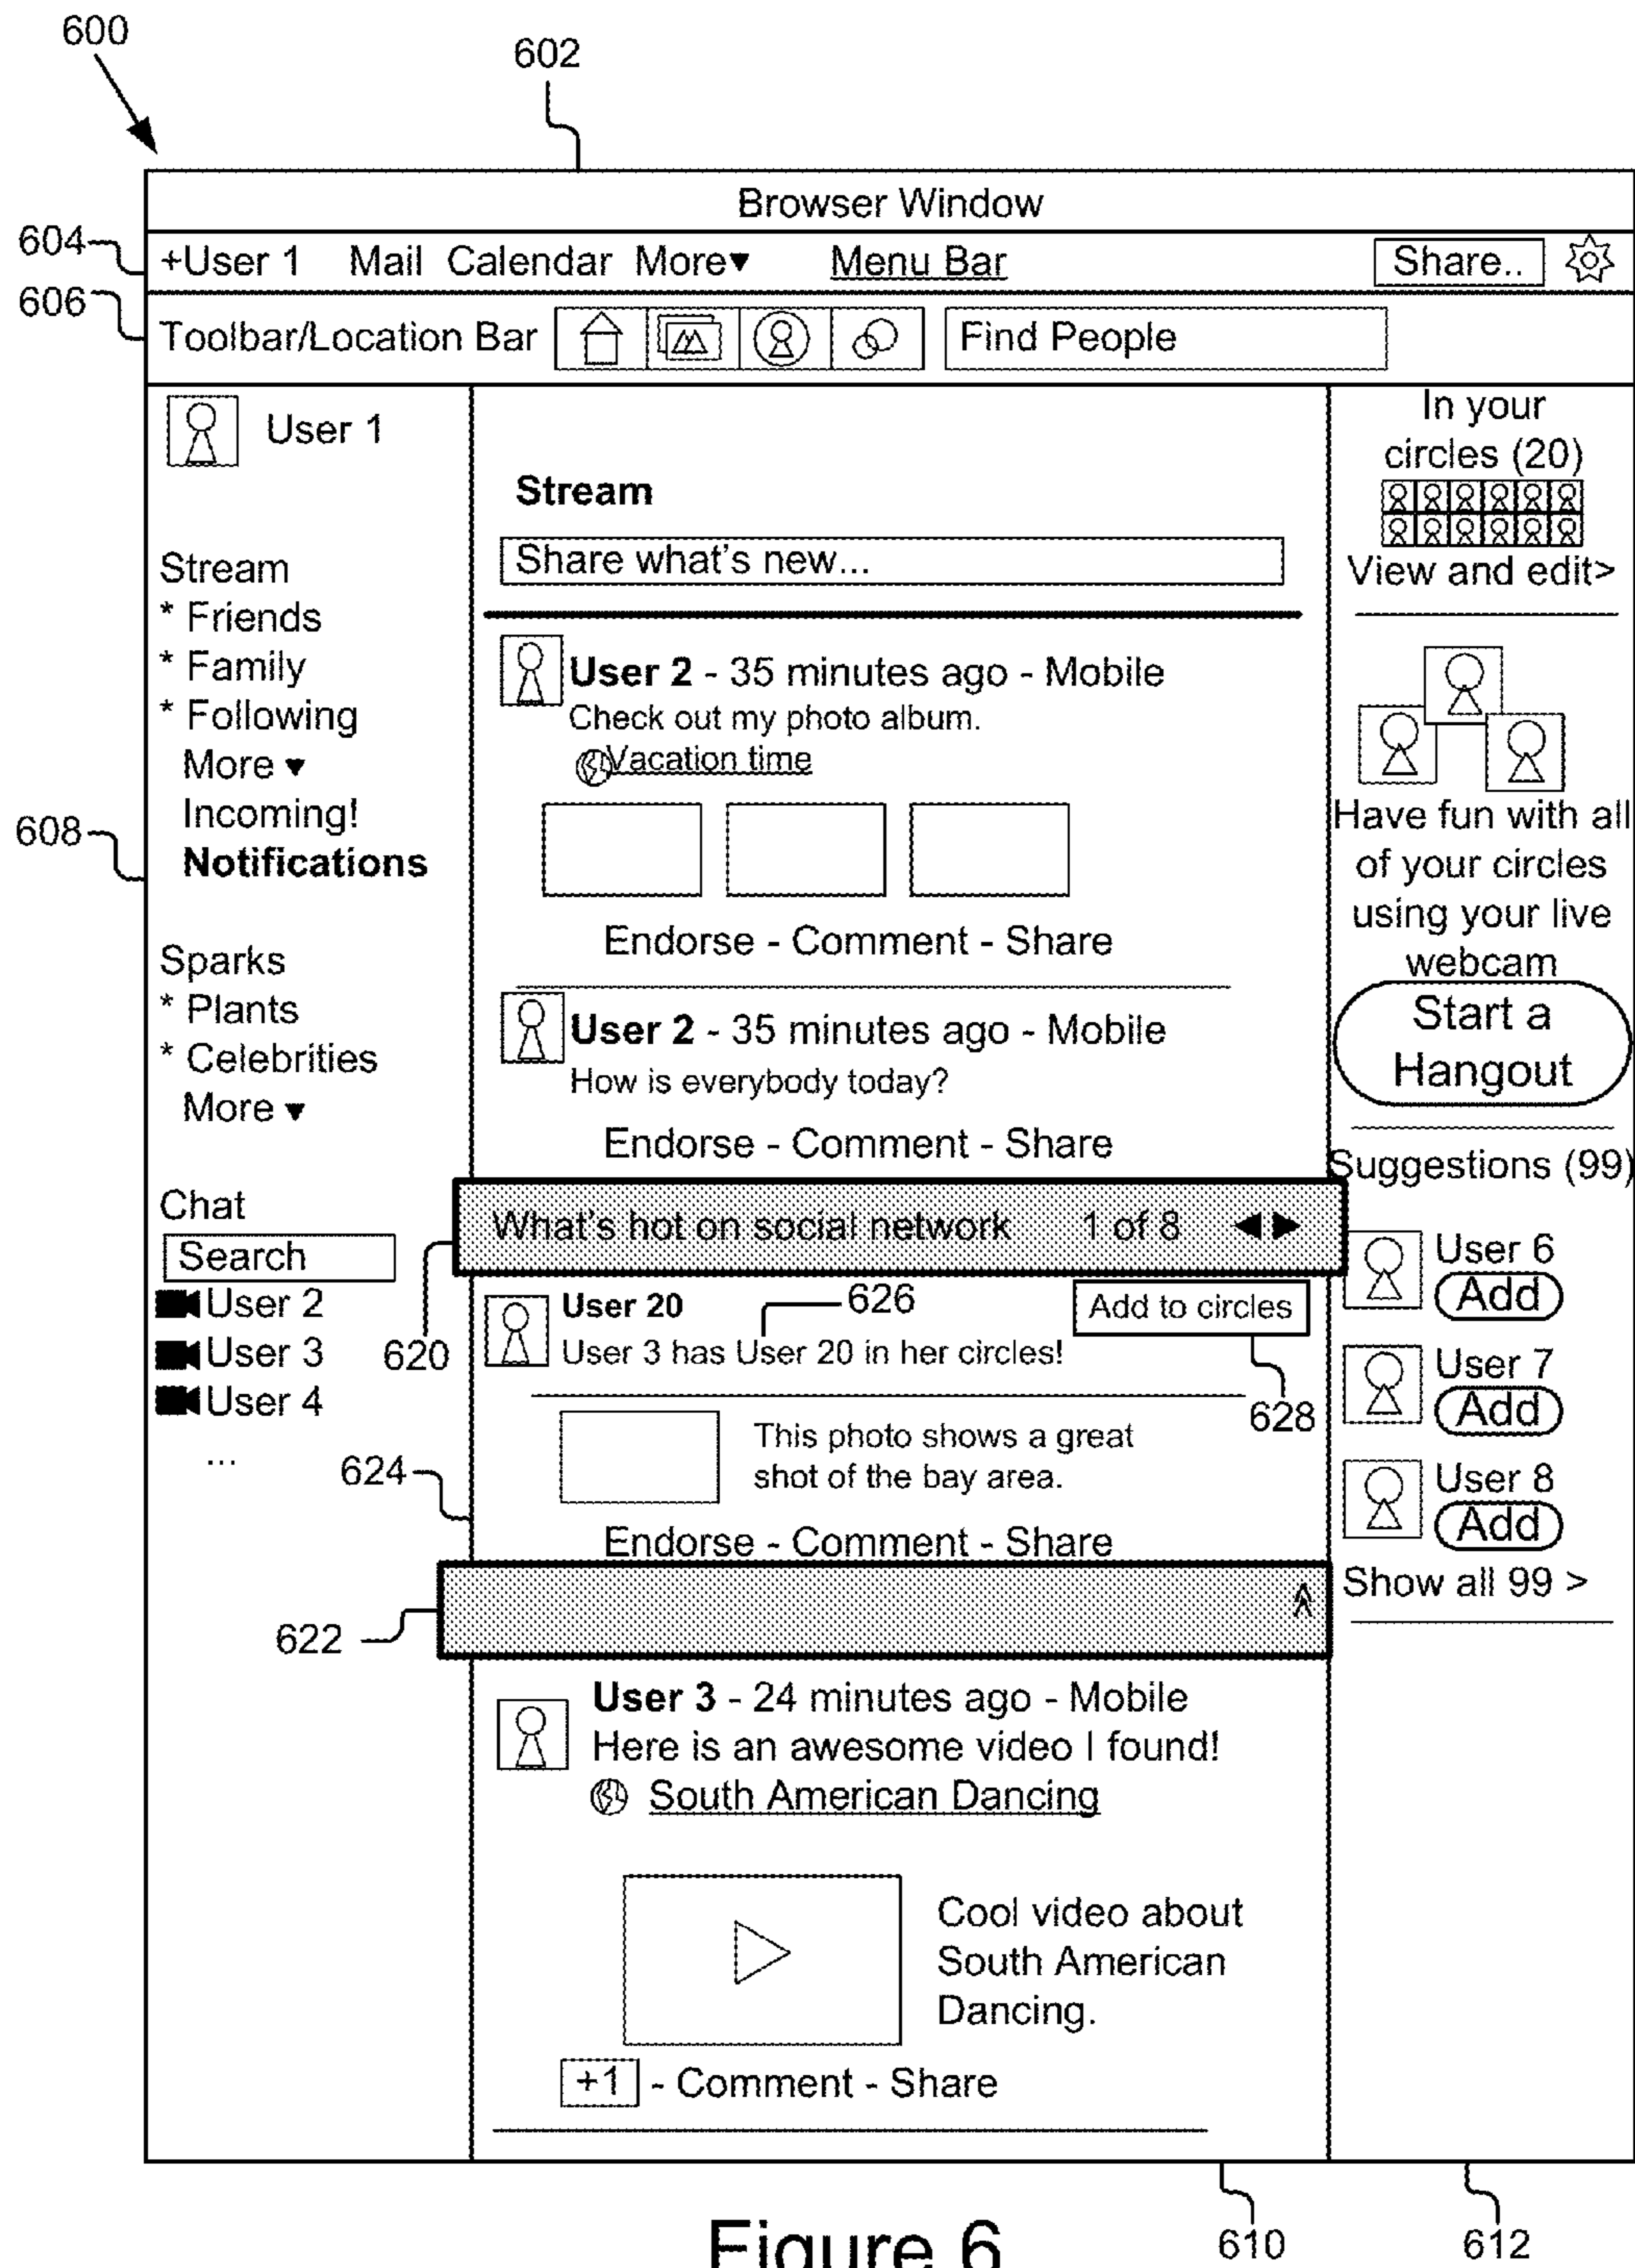 600
602
Browser Window
604
+User 1 Mail Calendar More▼ Menu Bar Share..
606
Toolbar/Location Bar Find People
User 1
Stream
* Friends
* Family
* Following
More ▼
Incoming!
608
Notifications
Sparks
* Plants
* Celebrities
More ▼
Chat
Search
User 2
User 3
User 4
...
Stream
Share what's new...
User 2 - 35 minutes ago - Mobile
Check out my photo album.
Vacation time
Endorse - Comment - Share
User 2 - 35 minutes ago - Mobile
How is everybody today?
Endorse - Comment - Share
What's hot on social network 1 of 8 ◀▶
620
User 20
626
Add to circles
User 3 has User 20 in her circles!
628
624
This photo shows a great
shot of the bay area.
Endorse - Comment - Share
622
User 3 - 24 minutes ago - Mobile
Here is an awesome video I found!
South American Dancing
Cool video about
South American
Dancing.
+1 - Comment - Share
In your
circles (20)
View and edit>
Have fun with all
of your circles
using your live
webcam
Start a
Hangout
Suggestions (99)
User 6
Add
User 7
Add
User 8
Add
Show all 99 >
610
612
Figure 6